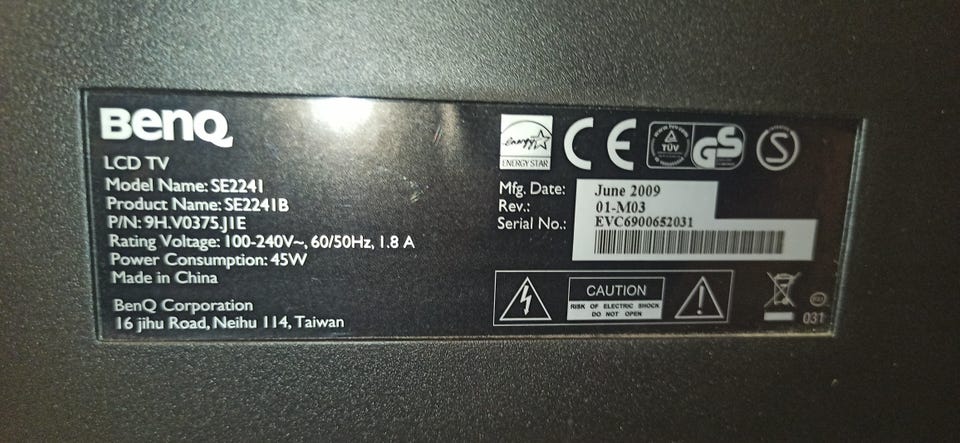 BenQ
LCD TV
Model Name: SE2241
Product Name: SE2241B
P/N: 9H.V0375.J1E
Rating Voltage: 100-240V~, 60/50Hz, 1.8 A
Power Consumption: 45W
Made in China
BenQ Corporation
16 jihu Road, Neihu 114, Taiwan
energy
ENERGY STAR
CE
TÜV
GS
S
Mfg. Date: June 2009
Rev.: 01-M03
Serial No.: EVC6900652031
CAUTION
RISK OF ELECTRIC SHOCK
DO NOT OPEN
031